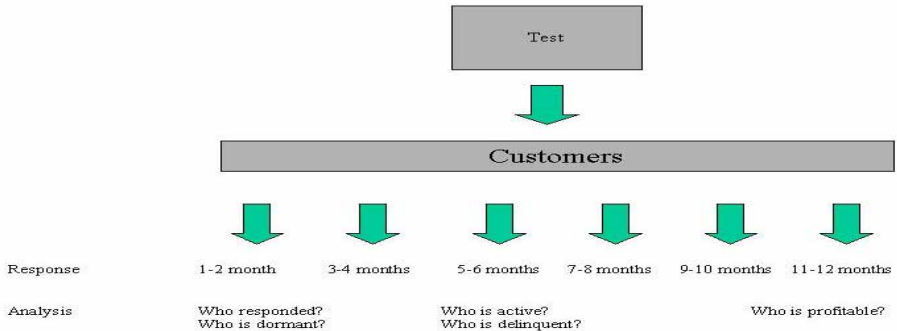 Test
Customers
Response 1-2 month 3-4 months 5-6 months 7-8 months 9-10 months 11-12 months
Analysis Who responded? Who is active? Who is profitable?
Who is dormant? Who is delinquent?